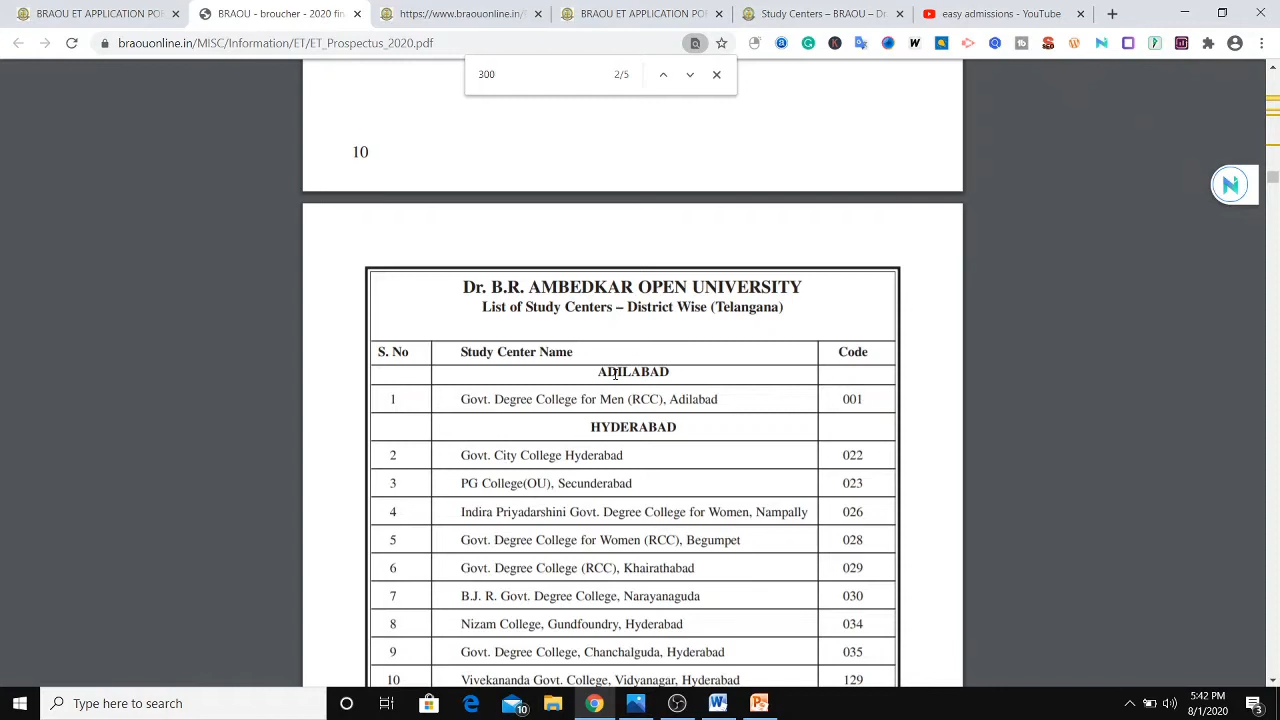 BRAOU ET APPLICATION POR
BRAOU - broucher - 2020 fin
https://www.braouonline.in/F
BRAOU ET APPLICATION POR
Study Centers – BRAOU – Dr
easy admissions - YouTube
braouonline.in/MISC/Information/ET/ET_Prospectus_2020.pdf
300 2/5
10
Dr. B.R. AMBEDKAR OPEN UNIVERSITY
List of Study Centers – District Wise (Telangana)
S. No Study Center Name Code
ADILABAD
1 Govt. Degree College for Men (RCC), Adilabad 001
HYDERABAD
2 Govt. City College Hyderabad 022
3 PG College(OU), Secunderabad 023
4 Indira Priyadarshini Govt. Degree College for Women, Nampally 026
5 Govt. Degree College for Women (RCC), Begumpet 028
6 Govt. Degree College (RCC), Khairathabad 029
7 B.J. R. Govt. Degree College, Narayanaguda 030
8 Nizam College, Gundfoundry, Hyderabad 034
9 Govt. Degree College, Chanchalguda, Hyderabad 035
10 Vivekananda Govt. College, Vidyanagar, Hyderabad 129
Type here to search
10
5:42 PM
8/1/2020
3